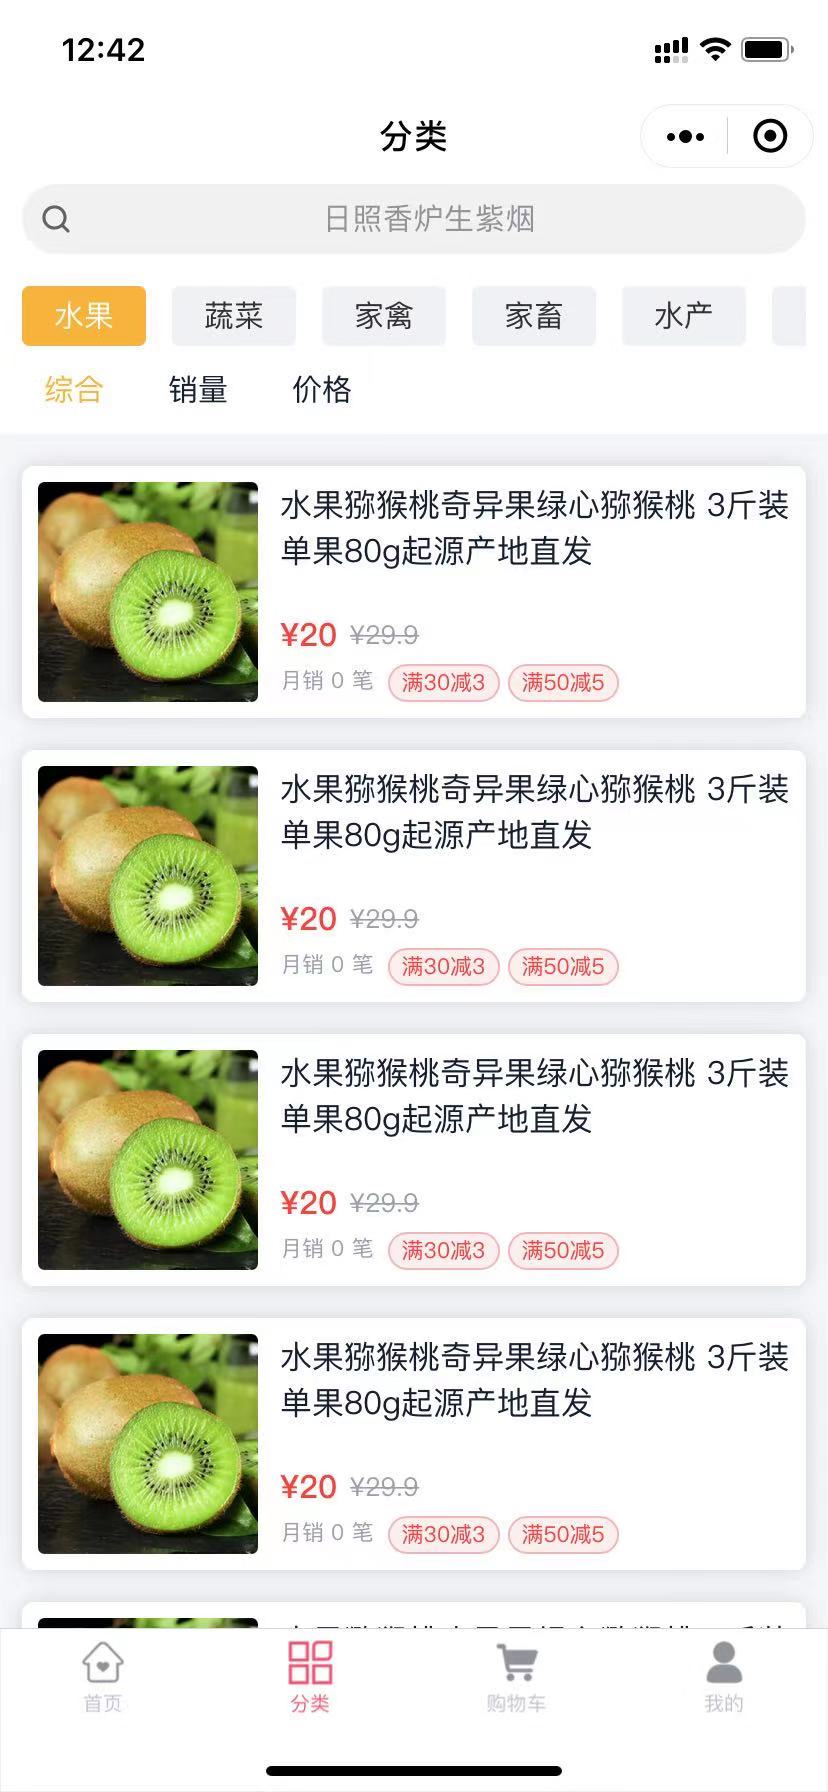 12:42
分类
日照香炉生紫烟
水果 蔬菜 家禽 家畜 水产
综合 销量 价格
水果猕猴桃奇异果绿心猕猴桃 3斤装
单果80g起源产地直发
¥20 ¥29.9
月销 0 笔 满30减3 满50减5
水果猕猴桃奇异果绿心猕猴桃 3斤装
单果80g起源产地直发
¥20 ¥29.9
月销 0 笔 满30减3 满50减5
水果猕猴桃奇异果绿心猕猴桃 3斤装
单果80g起源产地直发
¥20 ¥29.9
月销 0 笔 满30减3 满50减5
水果猕猴桃奇异果绿心猕猴桃 3斤装
单果80g起源产地直发
¥20 ¥29.9
月销 0 笔 满30减3 满50减5
首页 分类 购物车 我的